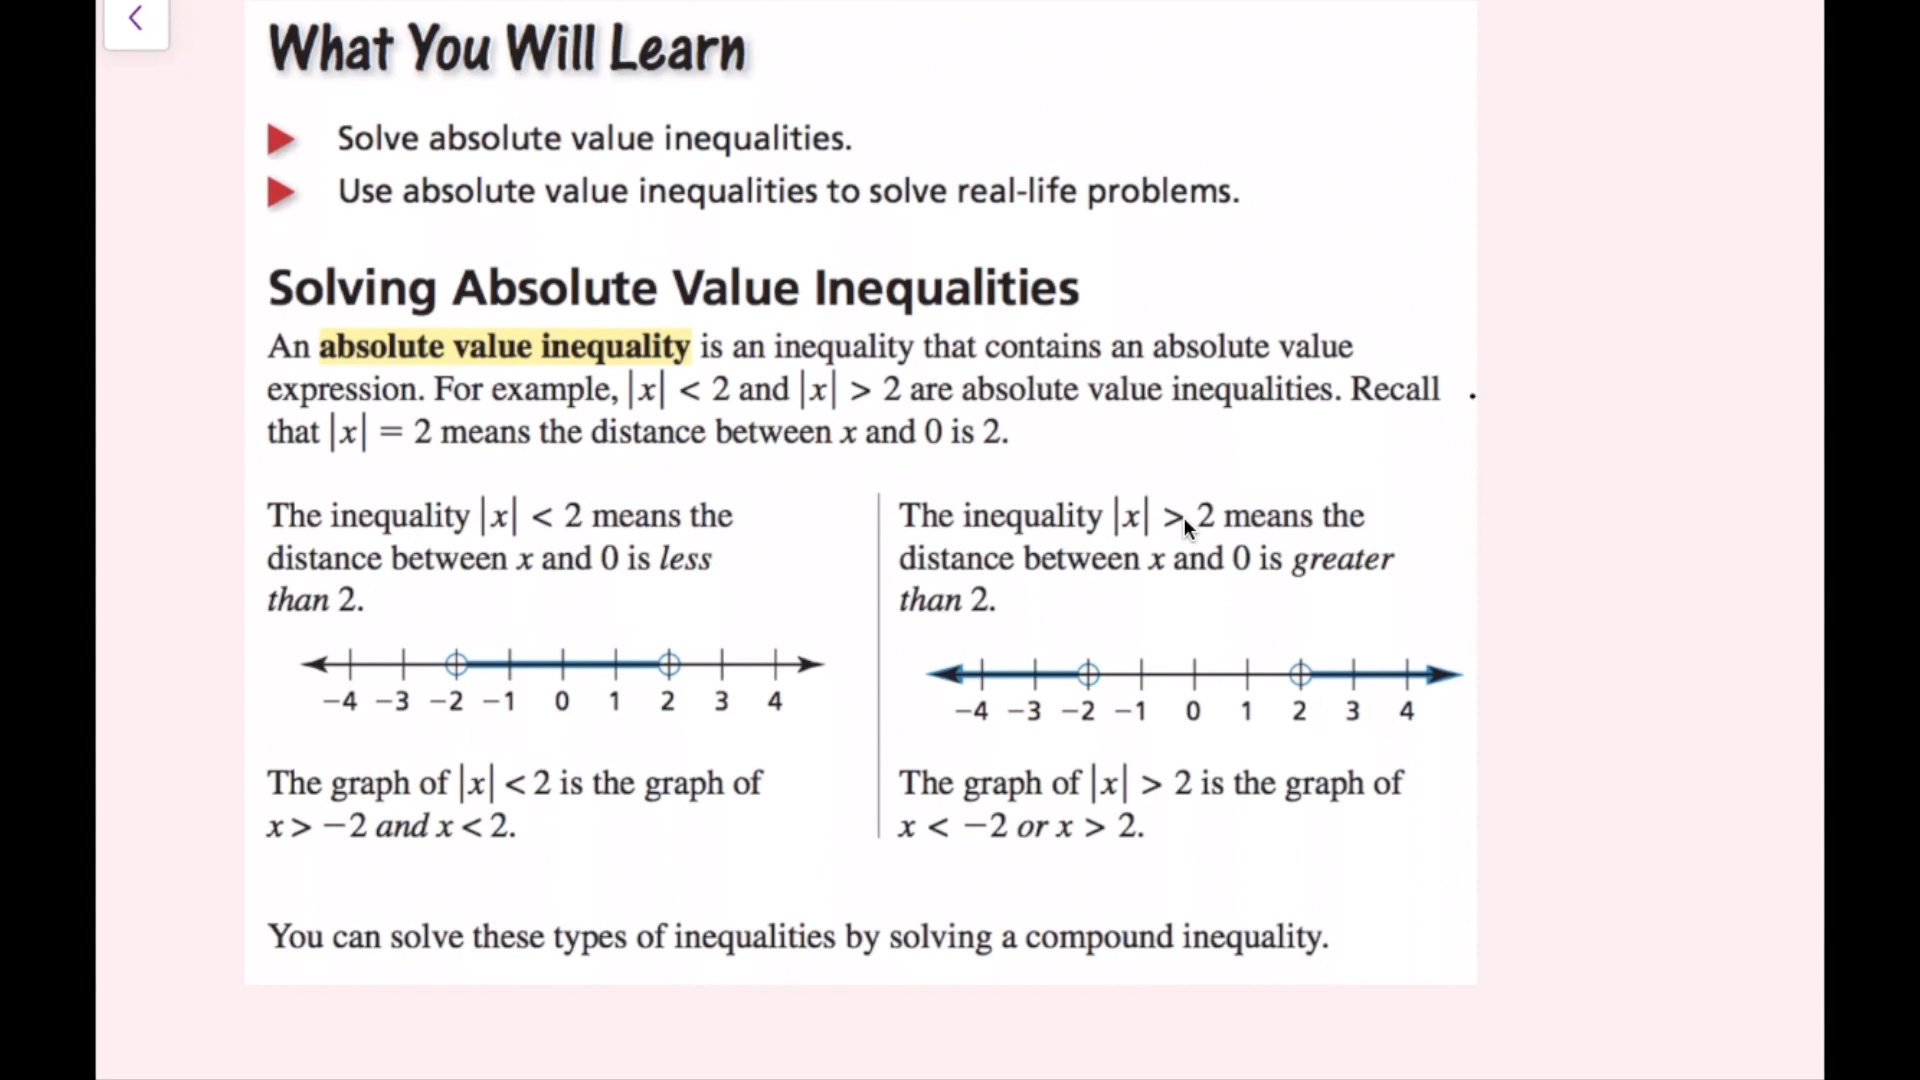 What You Will Learn
Solve absolute value inequalities.
Use absolute value inequalities to solve real-life problems.
Solving Absolute Value Inequalities
An absolute value inequality is an inequality that contains an absolute value
expression. For example, |x| < 2 and |x| > 2 are absolute value inequalities. Recall
that |x| = 2 means the distance between x and 0 is 2.
The inequality |x| < 2 means the
distance between x and 0 is less
than 2.
−4 −3 −2 −1 0 1 2 3 4
The graph of |x| < 2 is the graph of
x > −2 and x < 2.
The inequality |x| > 2 means the
distance between x and 0 is greater
than 2.
−4 −3 −2 −1 0 1 2 3 4
The graph of |x| > 2 is the graph of
x < −2 or x > 2.
You can solve these types of inequalities by solving a compound inequality.